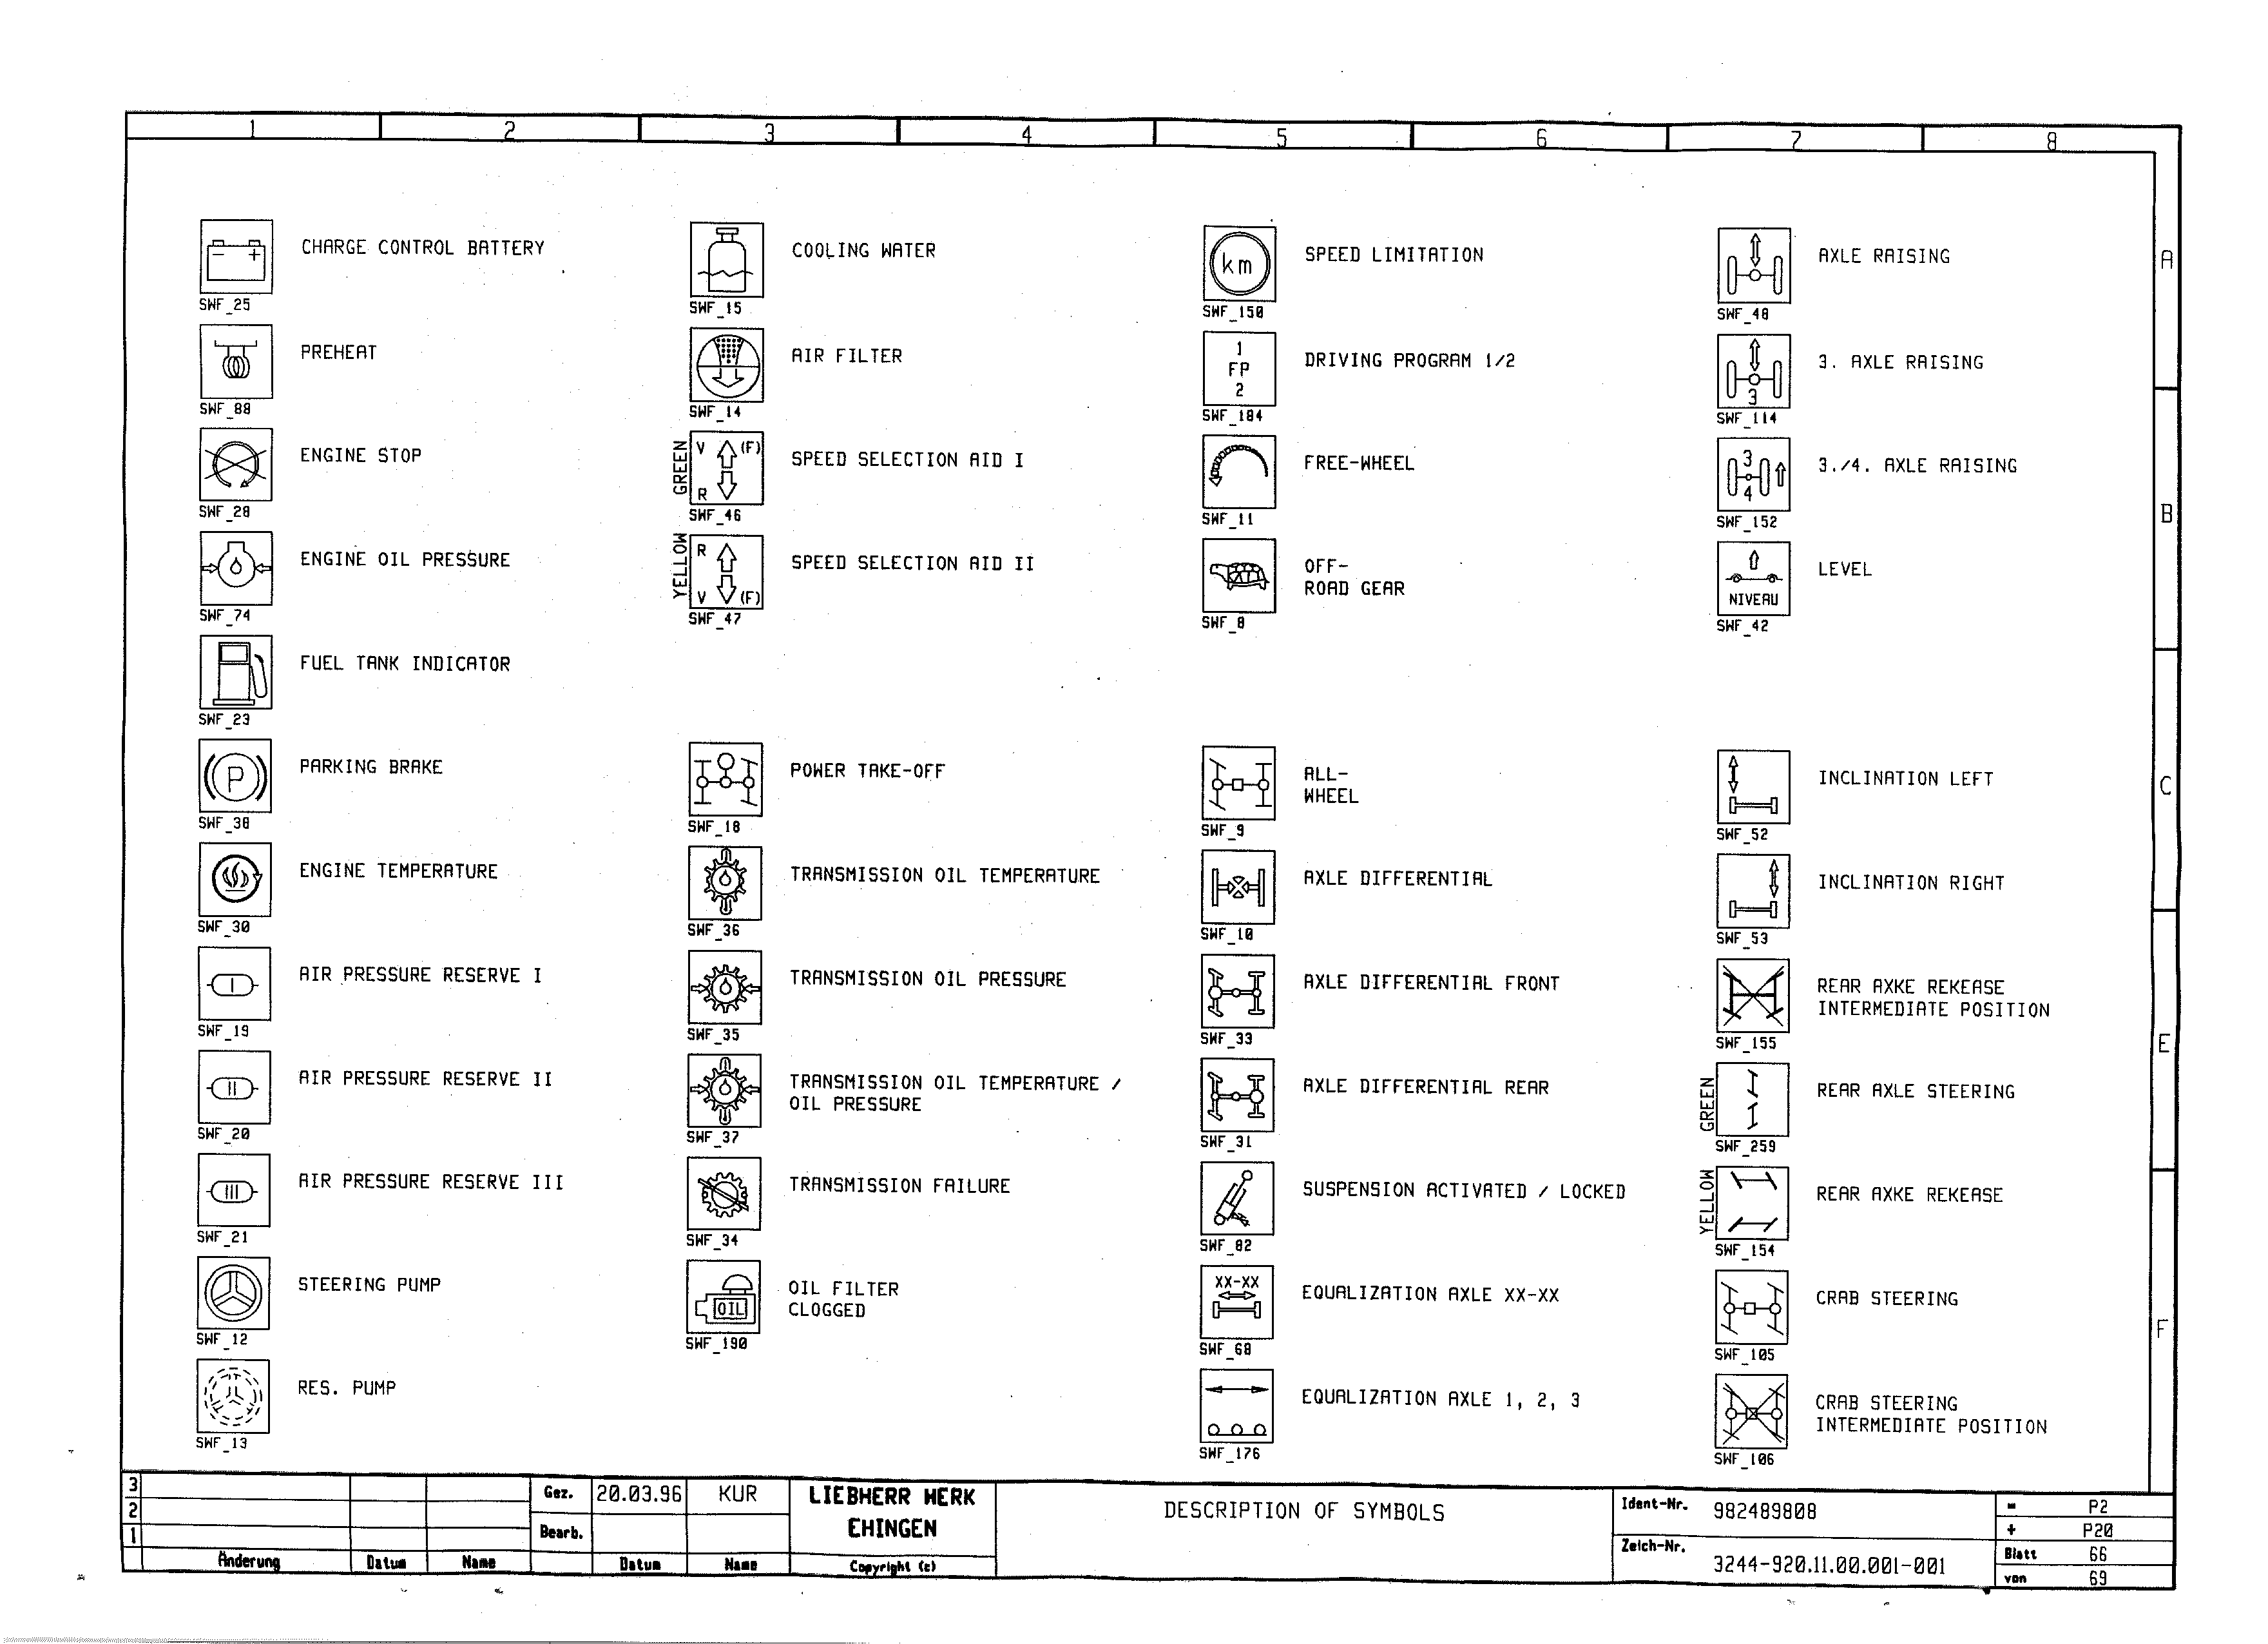 1 2 3 4 5 6 7 8
A
B
C
E
F
- +
CHARGE CONTROL BATTERY
SWF_25
PREHEAT
SWF_88
ENGINE STOP
SWF_28
ENGINE OIL PRESSURE
SWF_74
FUEL TANK INDICATOR
SWF_23
P
PARKING BRAKE
SWF_38
ENGINE TEMPERATURE
SWF_30
I
AIR PRESSURE RESERVE I
SWF_19
II
AIR PRESSURE RESERVE II
SWF_20
III
AIR PRESSURE RESERVE III
SWF_21
STEERING PUMP
SWF_12
RES. PUMP
SWF_13
COOLING WATER
SWF_15
AIR FILTER
SWF_14
GREEN
V (F)
R
SPEED SELECTION AID I
SWF_46
YELLOW
R
V (F)
SPEED SELECTION AID II
SWF_47
POWER TAKE-OFF
SWF_18
TRANSMISSION OIL TEMPERATURE
SWF_36
TRANSMISSION OIL PRESSURE
SWF_35
TRANSMISSION OIL TEMPERATURE /
OIL PRESSURE
SWF_37
TRANSMISSION FAILURE
SWF_34
OIL
OIL FILTER
CLOGGED
SWF_190
km
SPEED LIMITATION
SWF_150
1
FP
2
DRIVING PROGRAM 1/2
SWF_184
FREE-WHEEL
SWF_11
OFF-
ROAD GEAR
SWF_8
ALL-
WHEEL
SWF_9
AXLE DIFFERENTIAL
SWF_10
AXLE DIFFERENTIAL FRONT
SWF_33
AXLE DIFFERENTIAL REAR
SWF_31
SUSPENSION ACTIVATED / LOCKED
SWF_82
XX-XX
EQUALIZATION AXLE XX-XX
SWF_68
EQUALIZATION AXLE 1, 2, 3
SWF_176
AXLE RAISING
SWF_48
3
3. AXLE RAISING
SWF_114
3
4
3./4. AXLE RAISING
SWF_152
NIVEAU
LEVEL
SWF_42
INCLINATION LEFT
SWF_52
INCLINATION RIGHT
SWF_53
REAR AXKE REKEASE
INTERMEDIATE POSITION
SWF_155
GREEN
REAR AXLE STEERING
SWF_259
YELLOW
REAR AXKE REKEASE
SWF_154
CRAB STEERING
SWF_105
CRAB STEERING
INTERMEDIATE POSITION
SWF_106
3
2
1
Änderung Datum Name
Gez. 20.03.96 KUR
Bearb.
Datum Name
LIEBHERR WERK
EHINGEN
Copyright (c)
DESCRIPTION OF SYMBOLS
Ident-Nr. 982489808
Zeich-Nr. 3244-920.11.00.001-001
= P2
+ P20
Blatt 66
von 69